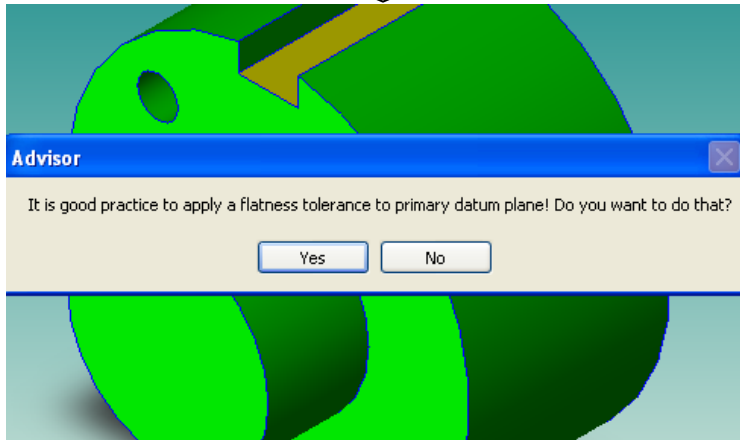 Advisor
It is good practice to apply a flatness tolerance to primary datum plane! Do you want to do that?
Yes
No